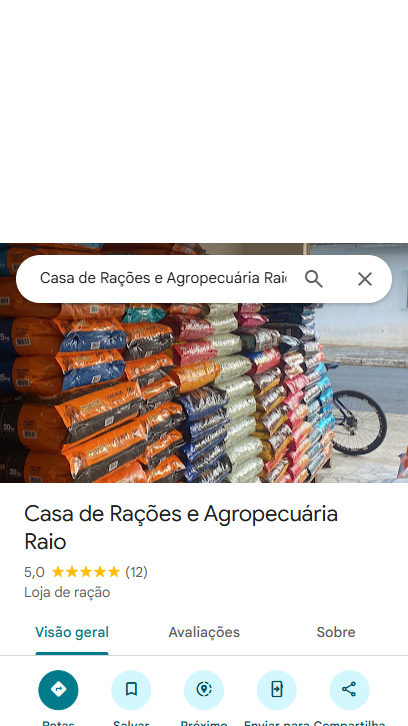 Casa de Rações e Agropecuária
Casa de Rações e Agropecuária
Raio
5,0 (12)
Loja de ração
Visão geral Avaliações Sobre
Rotas Salvar Próximo Enviar para Compartilha